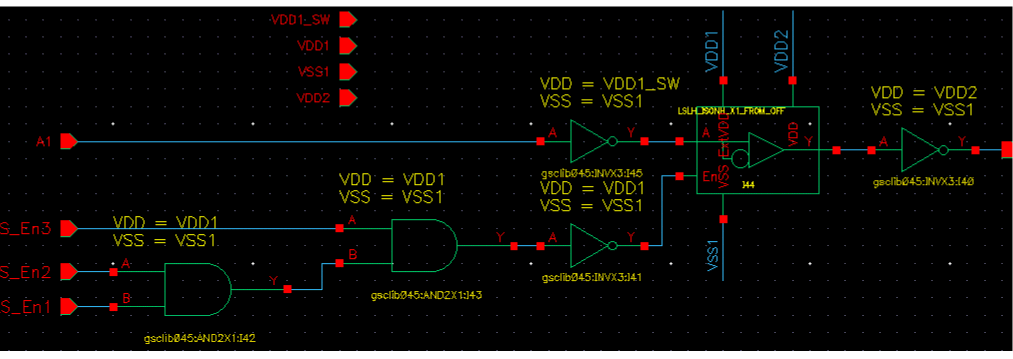 VDD1_SW
VDD1
VSS1
VDD2
VDD1
VDD2
VDD = VDD1_SW
VSS = VSS1
VDD = VDD2
VSS = VSS1
A1
A
Y
gsclib045:INVX3:I45
A
En
VDD
Y
I44
A
Y
gsclib045:INVX3:I40
VDD = VDD1
VSS = VSS1
VDD = VDD1
VSS = VSS1
VDD = VDD1
VSS = VSS1
S_En3
A
B
Y
gsclib045:AND2X1:I43
A
Y
gsclib045:INVX3:I41
VSS1
S_En2
A
S_En1
B
Y
gsclib045:AND2X1:I42